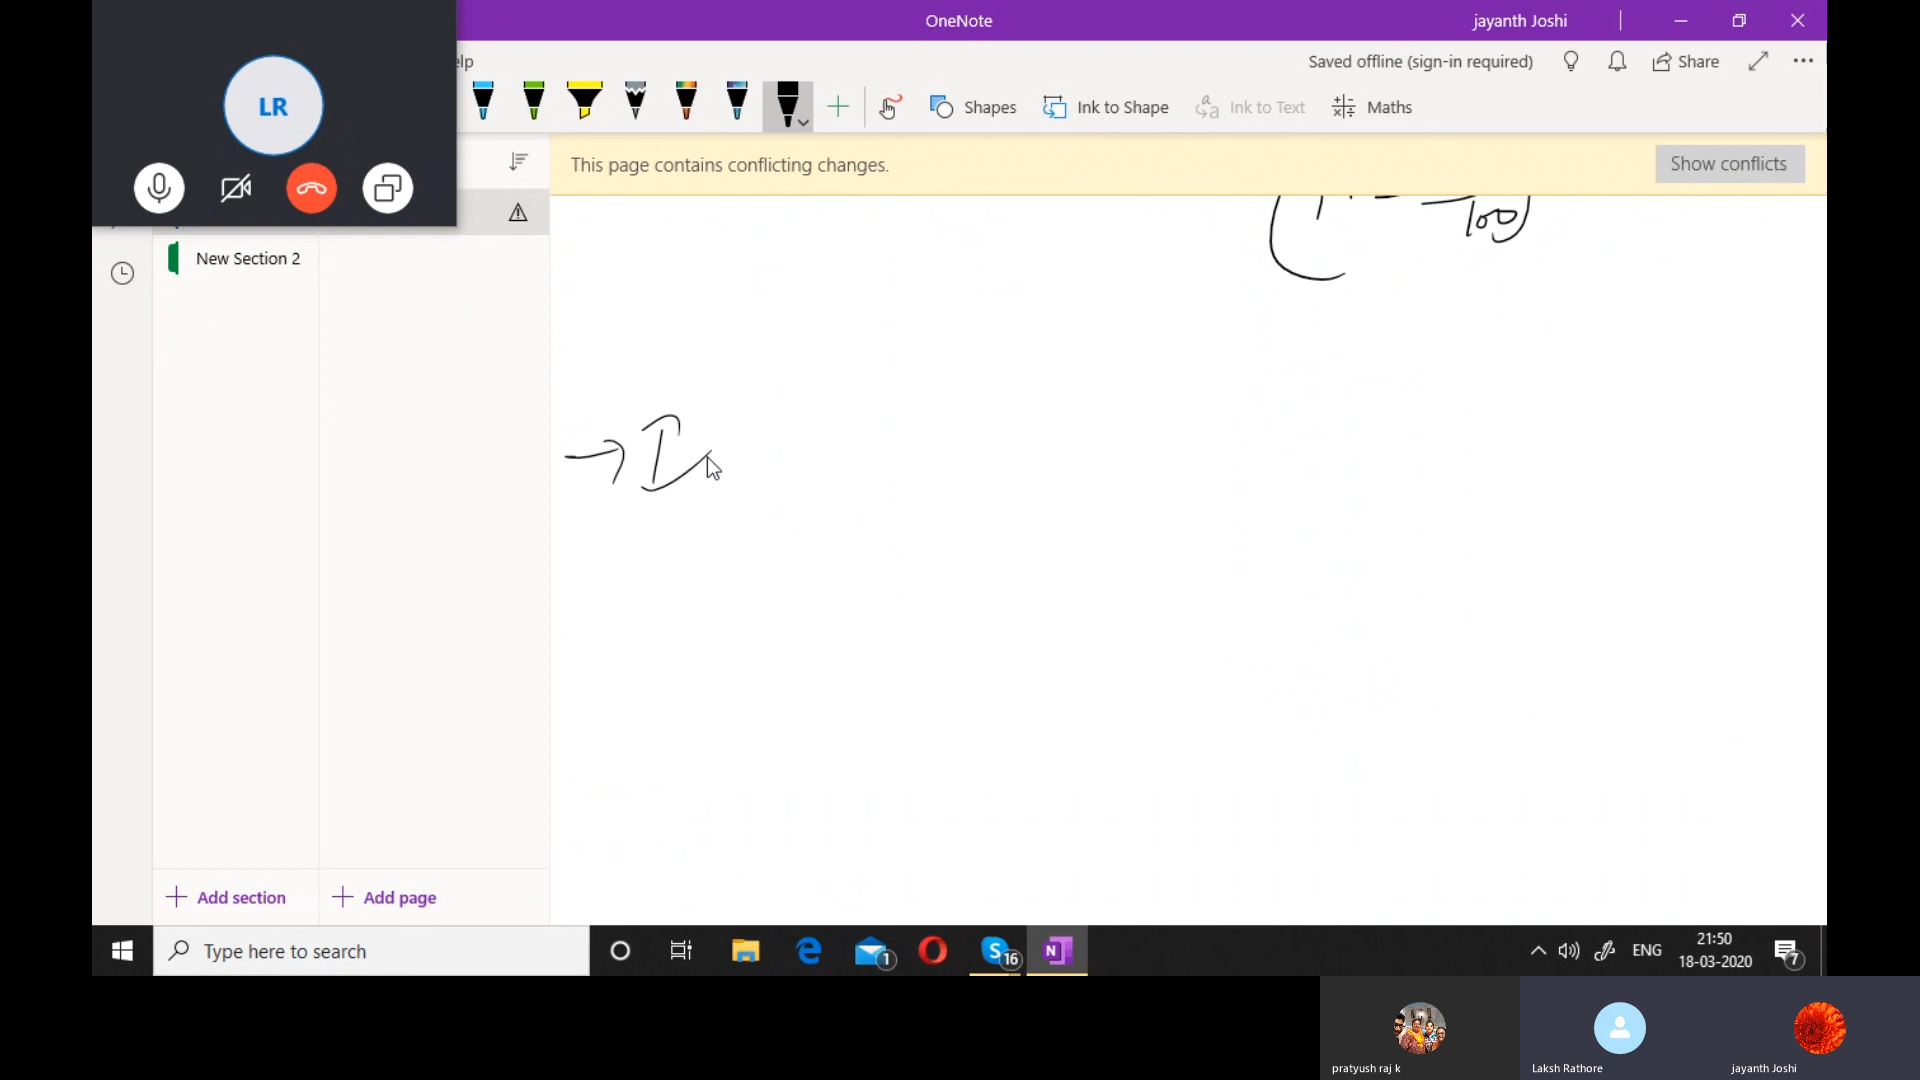 OneNote
jayanth Joshi
LR
elp
Saved offline (sign-in required)
Share
Shapes
Ink to Shape
Ink to Text
Maths
This page contains conflicting changes.
Show conflicts
100
New Section 2
→ I
Add section
Add page
Type here to search
1
16
N
ENG
21:50
18-03-2020
7
pratyush raj k
Laksh Rathore
jayanth Joshi